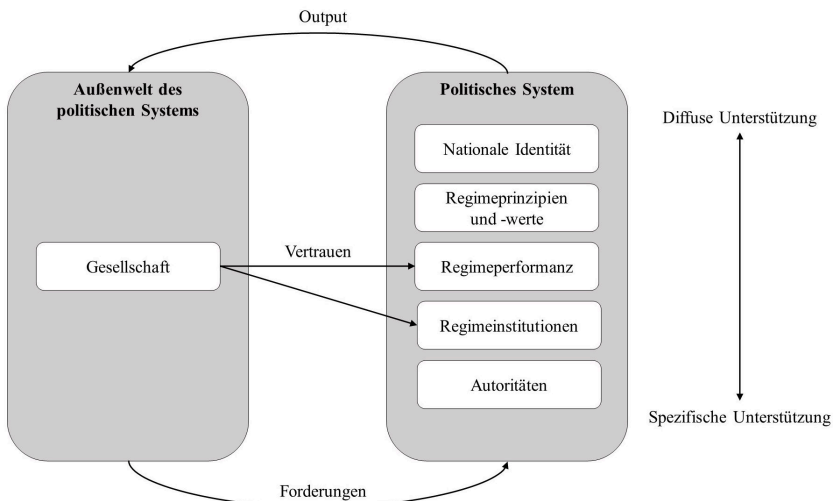 Output
Außenwelt des
politischen Systems
Politisches System
Diffuse Unterstützung
Nationale Identität
Regimeprinzipien
und -werte
Gesellschaft
Vertrauen
Regimeperformanz
Regimeinstitutionen
Autoritäten
Spezifische Unterstützung
Forderungen